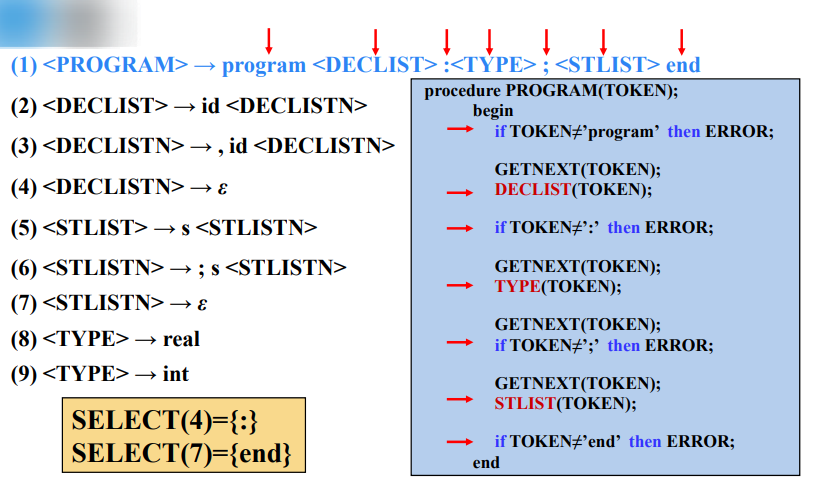 (1) <PROGRAM> → program <DECLIST> :<TYPE> ; <STLIST> end
(2) <DECLIST> → id <DECLISTN>
(3) <DECLISTN> → , id <DECLISTN>
(4) <DECLISTN> → ε
(5) <STLIST> → s <STLISTN>
(6) <STLISTN> → ; s <STLISTN>
(7) <STLISTN> → ε
(8) <TYPE> → real
(9) <TYPE> → int
SELECT(4)={:}
SELECT(7)={end}
procedure PROGRAM(TOKEN);
begin
if TOKEN≠’program’ then ERROR;
GETNEXT(TOKEN);
DECLIST(TOKEN);
if TOKEN≠’:’ then ERROR;
GETNEXT(TOKEN);
TYPE(TOKEN);
GETNEXT(TOKEN);
if TOKEN≠’;’ then ERROR;
GETNEXT(TOKEN);
STLIST(TOKEN);
if TOKEN≠’end’ then ERROR;
end